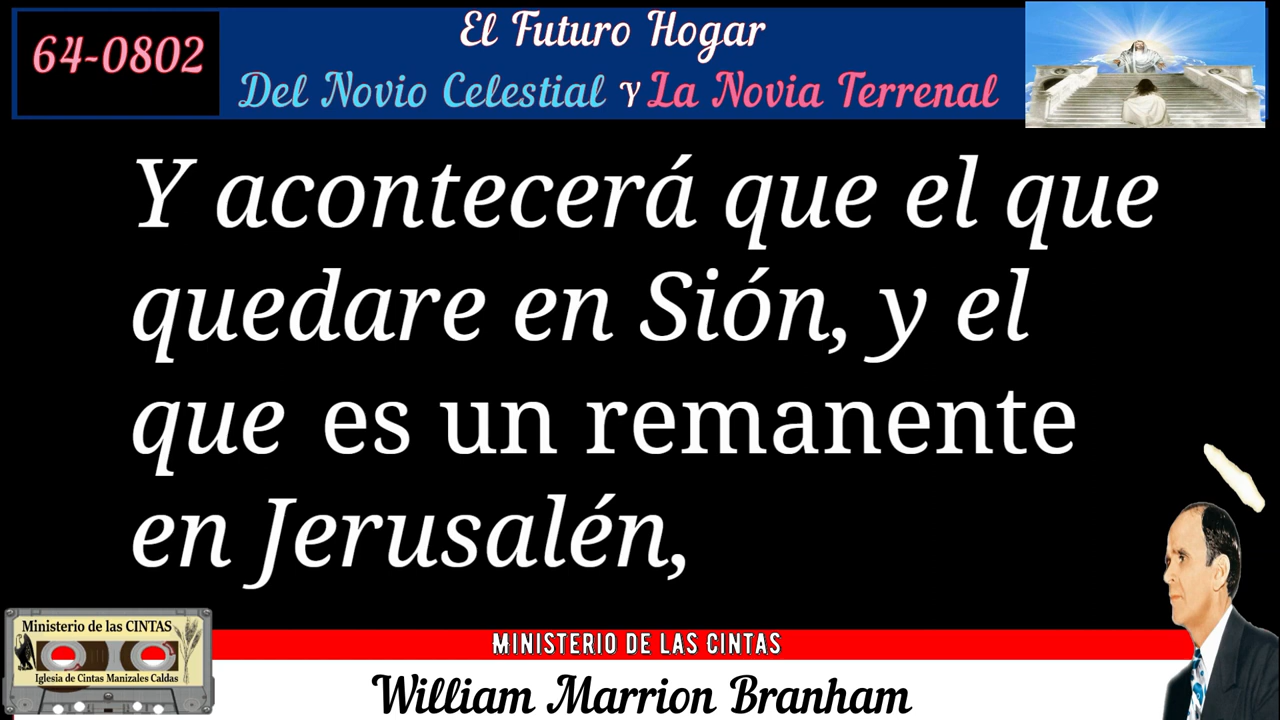 64-0802
El Futuro Hogar
Del Novio Celestial Y La Novia Terrenal
Y acontecerá que el que
quedare en Sión, y el
que es un remanente
en Jerusalén,
Ministerio de las CINTAS
Iglesia de Cintas Manizales Caldas
MINISTERIO DE LAS CINTAS
William Marrion Branham